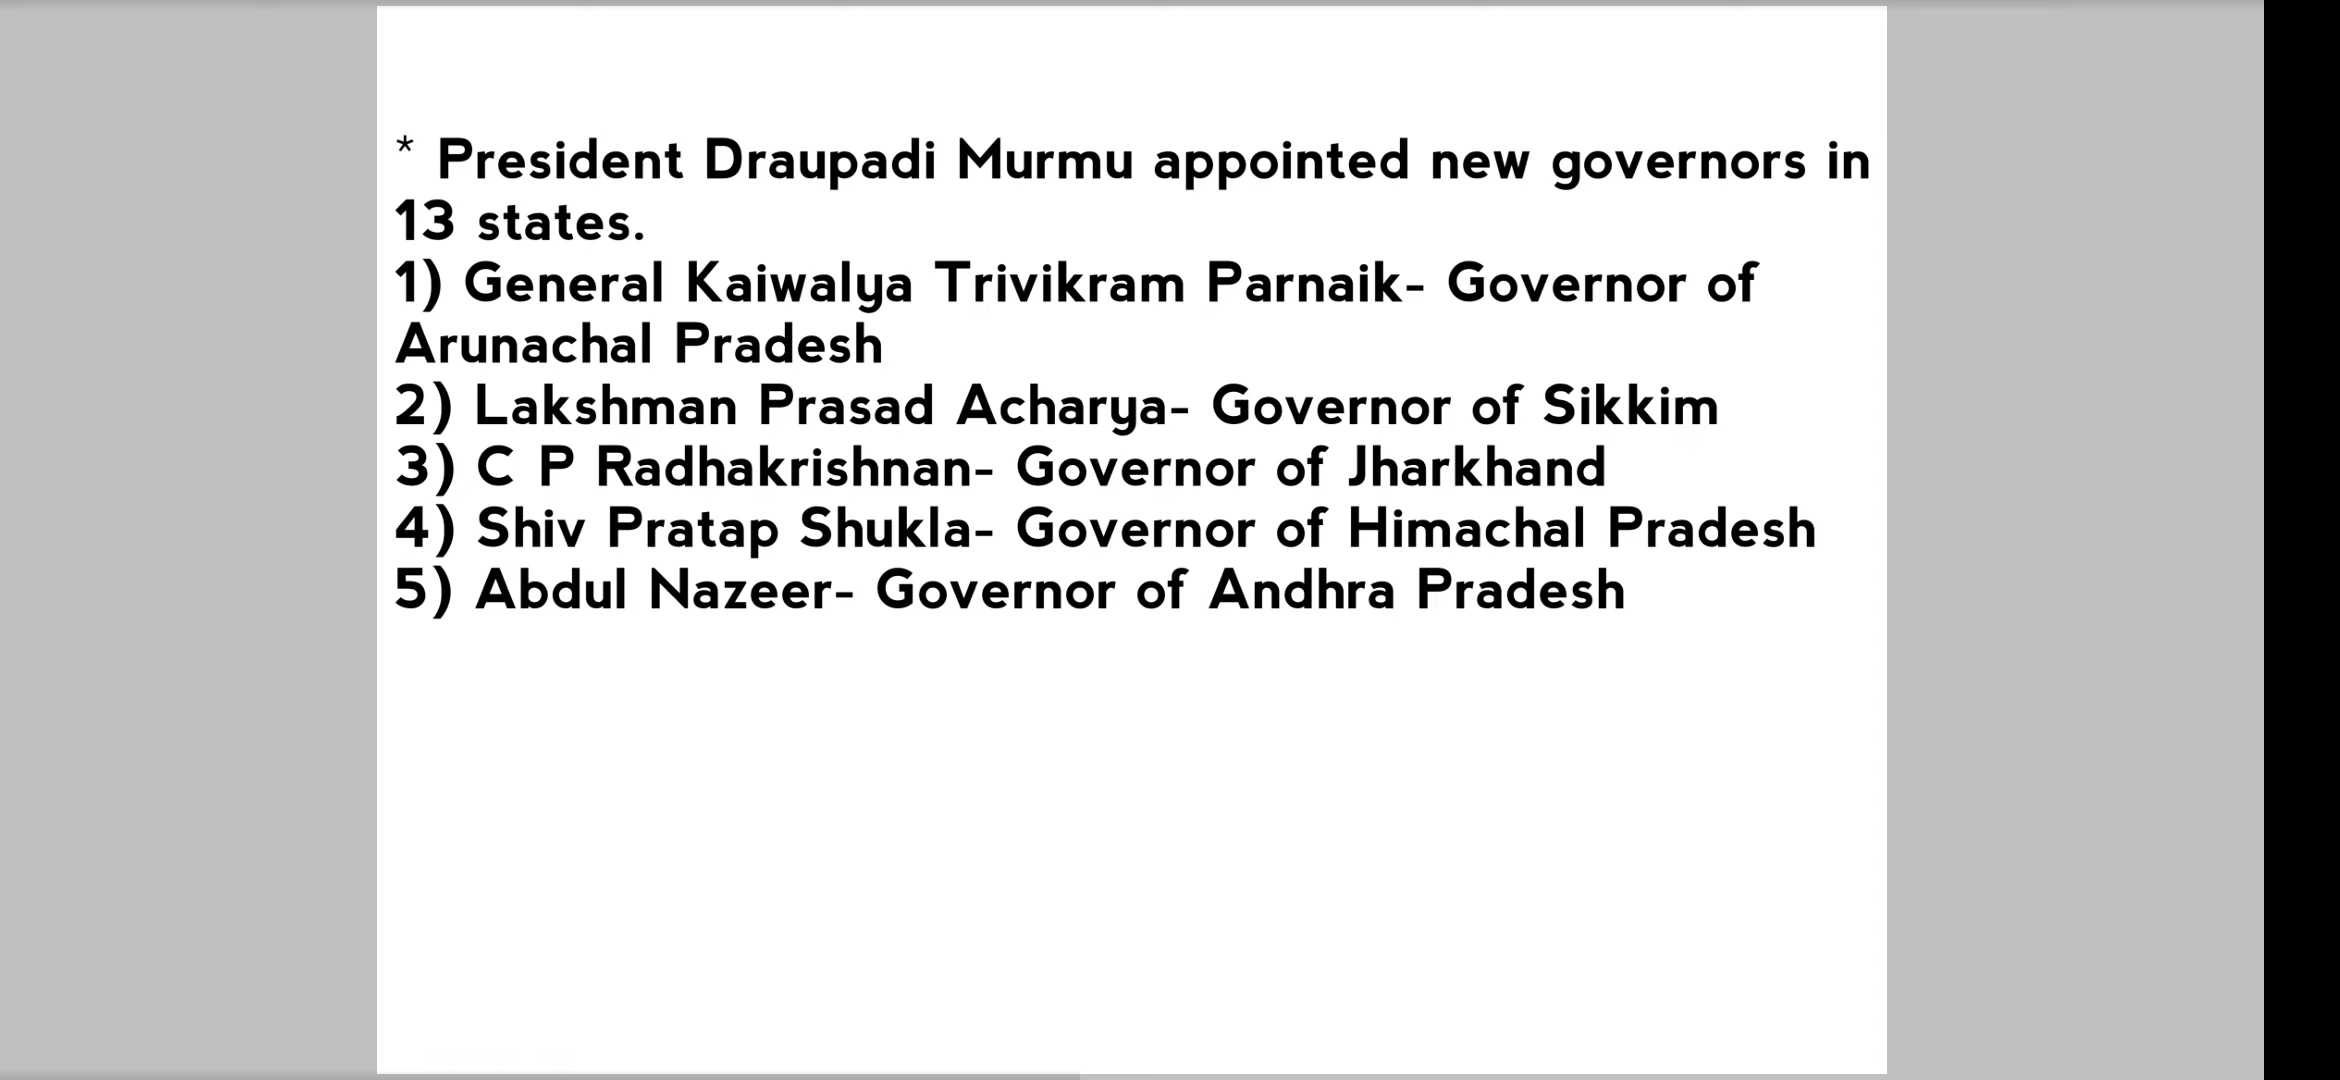 * President Draupadi Murmu appointed new governors in
13 states.
1) General Kaiwalya Trivikram Parnaik- Governor of
Arunachal Pradesh
2) Lakshman Prasad Acharya- Governor of Sikkim
3) C P Radhakrishnan- Governor of Jharkhand
4) Shiv Pratap Shukla- Governor of Himachal Pradesh
5) Abdul Nazeer- Governor of Andhra Pradesh